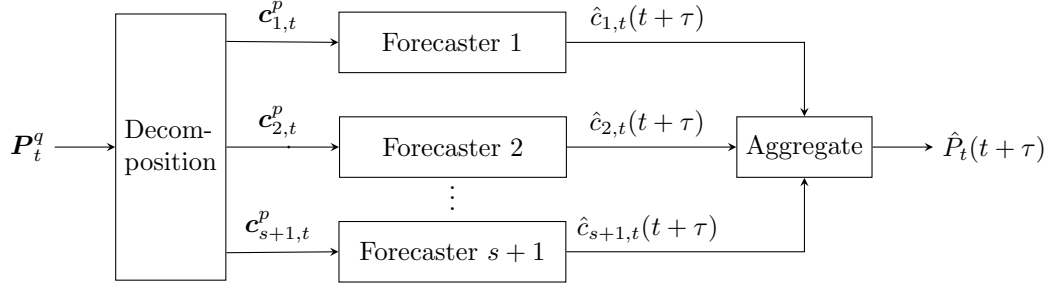 𝑷_t^q
Decom-
position
𝒄_{1,t}^p
Forecaster 1
ĉ_{1,t}(t + τ)
𝒄_{2,t}^p
Forecaster 2
ĉ_{2,t}(t + τ)
⋮
𝒄_{s+1,t}^p
Forecaster s + 1
ĉ_{s+1,t}(t + τ)
Aggregate
P̂_t(t + τ)